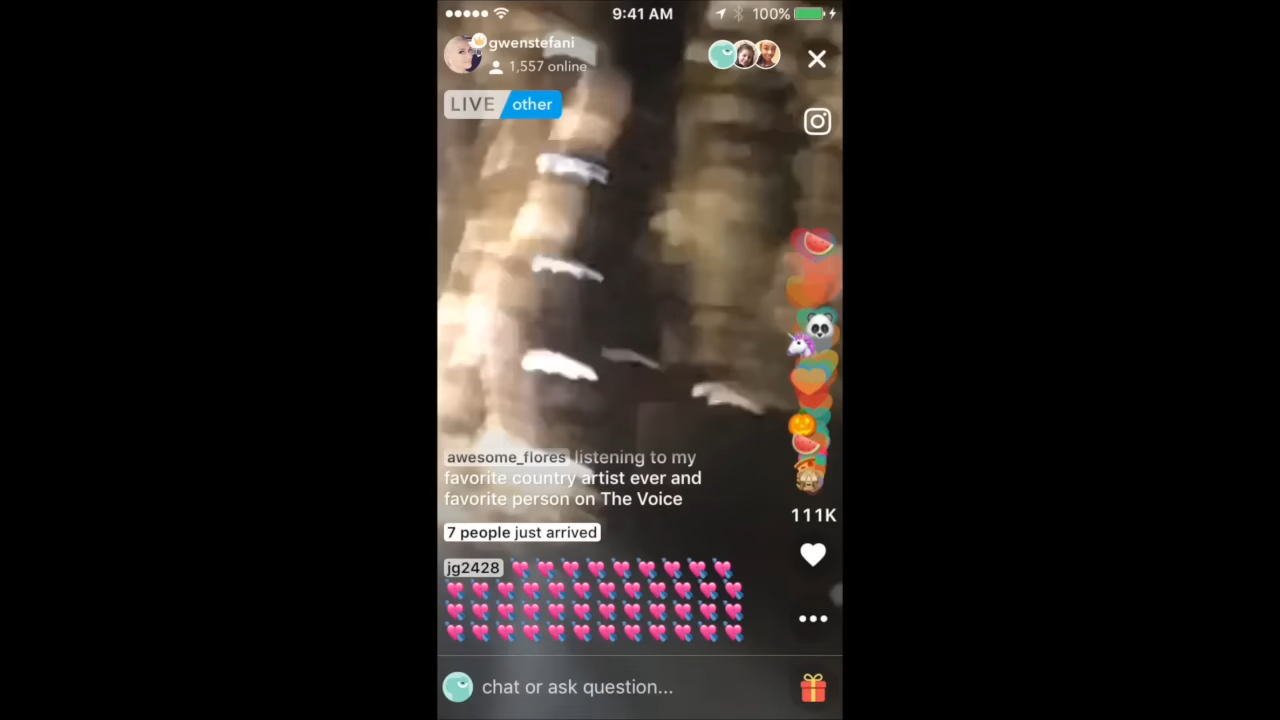 9:41 AM
100%
gwenstefani
1,557 online
LIVE other
awesome_flores listening to my
favorite country artist ever and
favorite person on The Voice
7 people just arrived
111K
jg2428
chat or ask question...